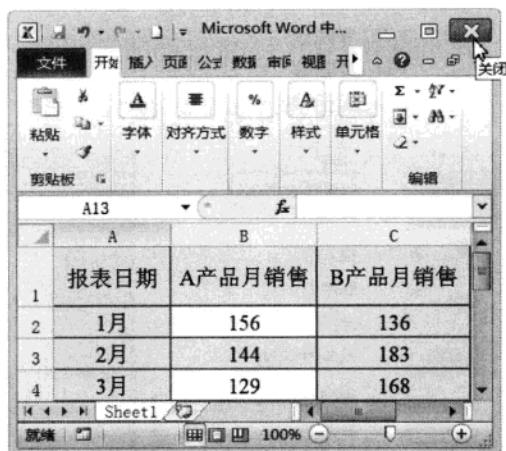 Microsoft Word 中...
关闭
文件 开始 插入 页面 公式 数据 审阅 视图 开
粘贴 字体 对齐方式 数字 样式 单元格
剪贴板 编辑
A13 fx
A B C
1 报表日期 A产品月销售 B产品月销售
2 1月 156 136
3 2月 144 183
4 3月 129 168
Sheet1
就绪 100%